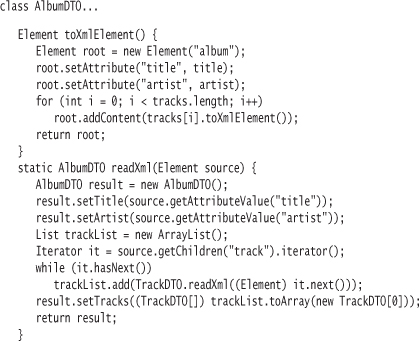 class AlbumDTO...
Element toXmlElement() {
Element root = new Element("album");
root.setAttribute("title", title);
root.setAttribute("artist", artist);
for (int i = 0; i < tracks.length; i++)
root.addContent(tracks[i].toXmlElement());
return root;
}
static AlbumDTO readXml(Element source) {
AlbumDTO result = new AlbumDTO();
result.setTitle(source.getAttributeValue("title"));
result.setArtist(source.getAttributeValue("artist"));
List trackList = new ArrayList();
Iterator it = source.getChildren("track").iterator();
while (it.hasNext())
trackList.add(TrackDTO.readXml((Element) it.next()));
result.setTracks((TrackDTO[]) trackList.toArray(new TrackDTO[0]));
return result;
}